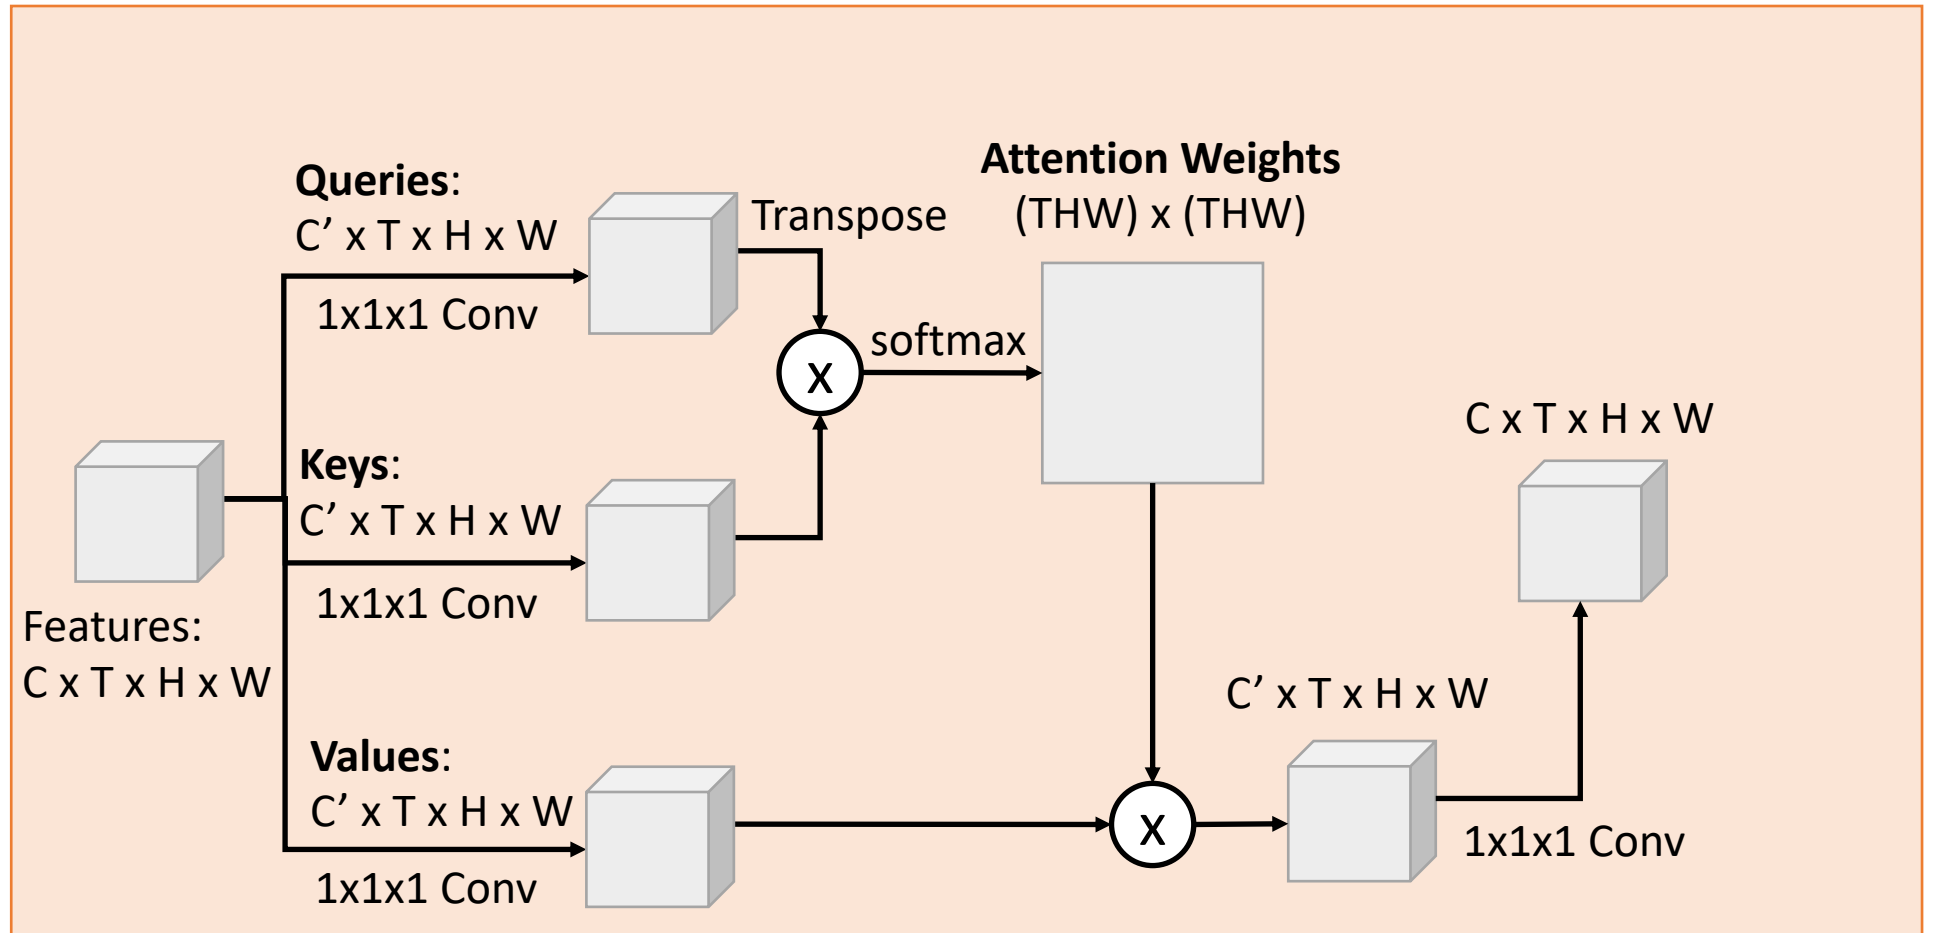 Queries:
C’ x T x H x W
1x1x1 Conv
Transpose
Attention Weights
(THW) x (THW)
x
softmax
Features:
C x T x H x W
Keys:
C’ x T x H x W
1x1x1 Conv
Values:
C’ x T x H x W
1x1x1 Conv
x
C’ x T x H x W
1x1x1 Conv
C x T x H x W